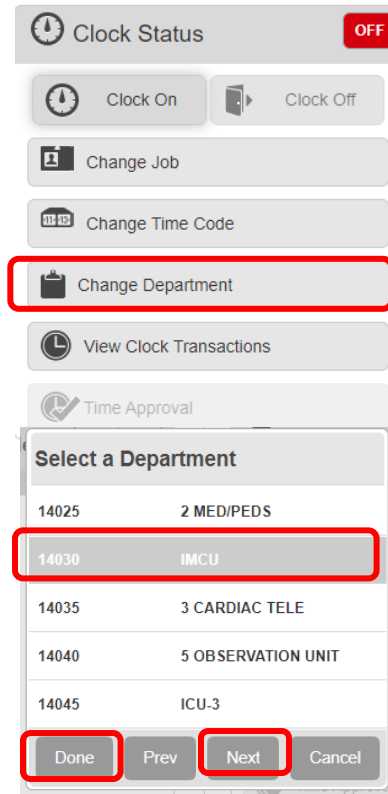 Clock Status OFF
Clock On Clock Off
Change Job
11-13-
Change Time Code
Change Department
View Clock Transactions
Time Approval
Select a Department
14025 2 MED/PEDS
14030 IMCU
14035 3 CARDIAC TELE
14040 5 OBSERVATION UNIT
14045 ICU-3
Done Prev Next Cancel